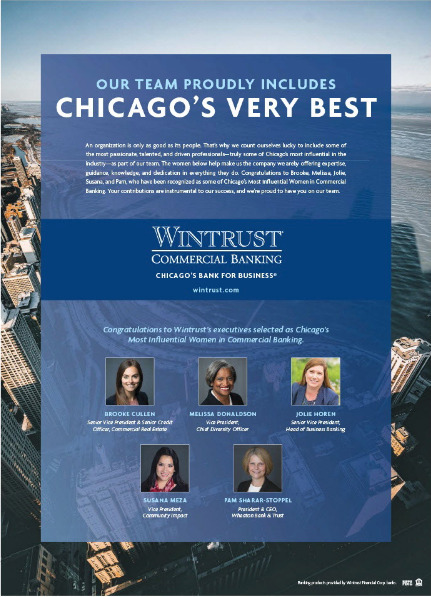 OUR TEAM PROUDLY INCLUDES
CHICAGO'S VERY BEST
An organization is only as good as its people. That's why we count ourselves lucky to include some of
the most passionate, talented, and driven professionals—truly some of Chicago's most influential in the
industry—as part of our team. The women below help make us the company we are by offering expertise,
guidance, knowledge, and dedication in everything they do. Congratulations to Brooke, Melissa, Jolie,
Susana, and Pam, who have been recognized as some of Chicago's Most Influential Women in Commercial
Banking. Your contributions are instrumental to our success, and we're proud to have you on our team.
WINTRUST®
COMMERCIAL BANKING
CHICAGO'S BANK FOR BUSINESS®
wintrust.com
Congratulations to Wintrust's executives selected as Chicago's
Most Influential Women in Commercial Banking.
BROOKE CULLEN
Senior Vice President & Senior Credit
Officer, Commercial Real Estate
MELISSA DONALDSON
Vice President,
Chief Diversity Officer
JOLIE HOREN
Senior Vice President,
Head of Business Banking
SUSANA MEZA
Vice President,
Community Impact
PAM SHARAR-STOPPEL
President & CEO,
Wheaton Bank & Trust
Banking products provided by Wintrust Financial Corp. banks.